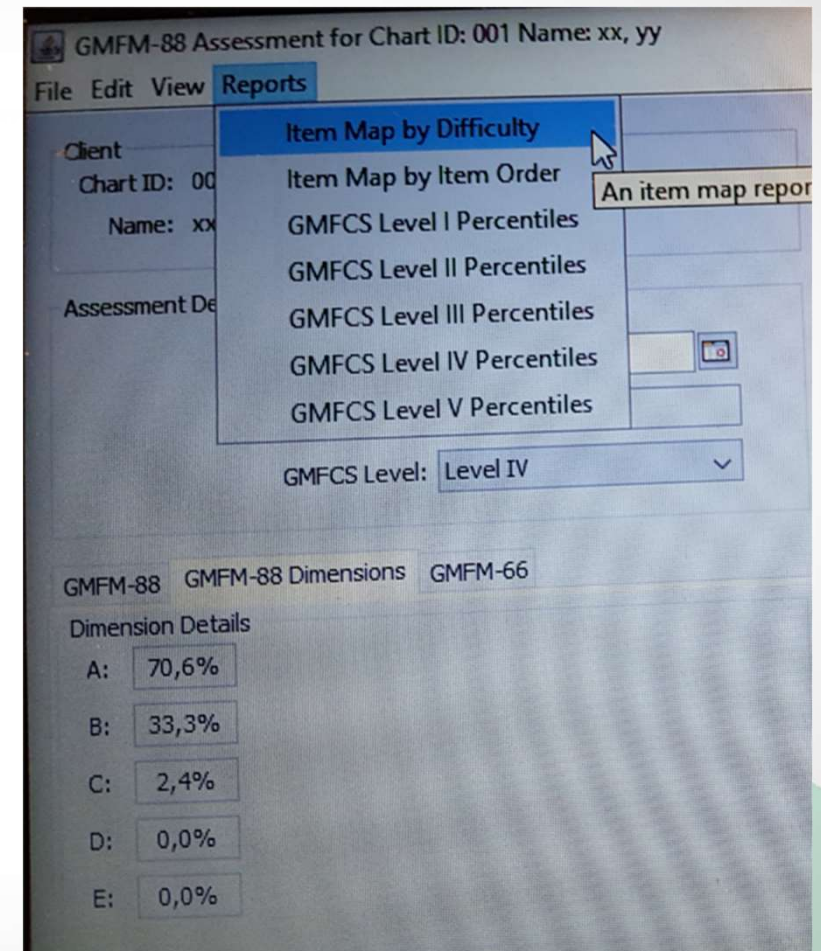 GMFM-88 Assessment for Chart ID: 001 Name: xx, yy
File Edit View Reports
Item Map by Difficulty
Client
Chart ID: 00
Item Map by Item Order
An item map repor
Name: xx
GMFCS Level I Percentiles
GMFCS Level II Percentiles
Assessment De
GMFCS Level III Percentiles
GMFCS Level IV Percentiles
GMFCS Level V Percentiles
GMFCS Level: Level IV
GMFM-88 GMFM-88 Dimensions GMFM-66
Dimension Details
A: 70,6%
B: 33,3%
C: 2,4%
D: 0,0%
E: 0,0%